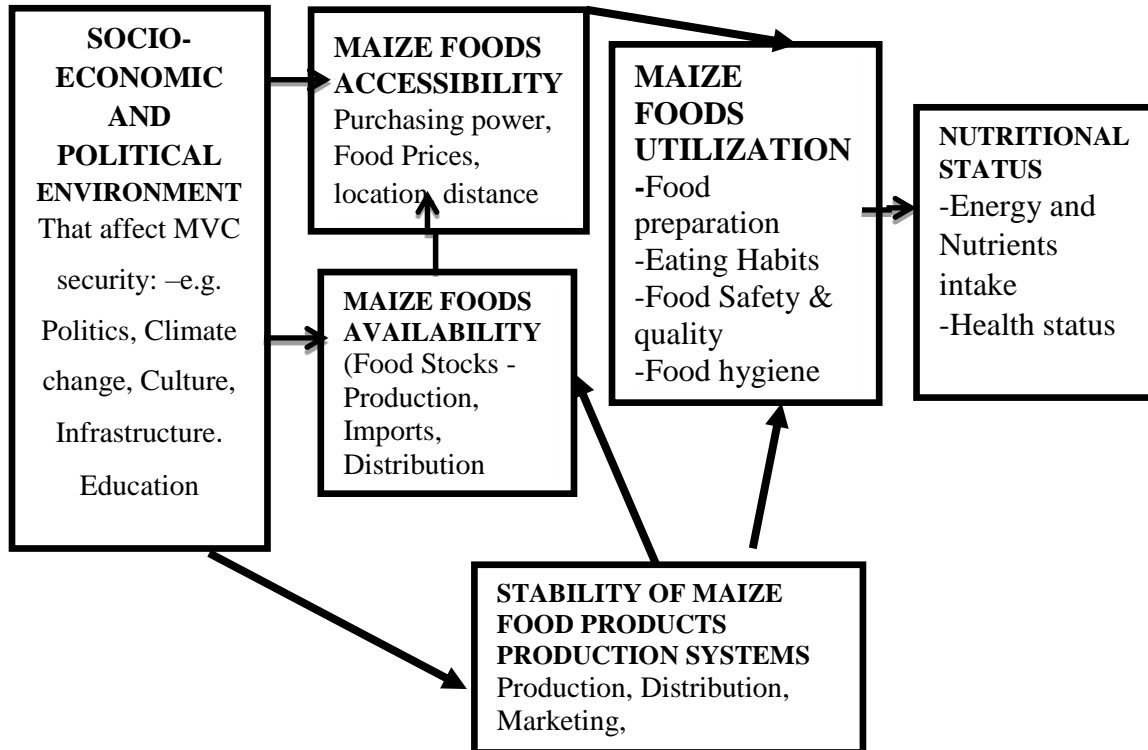 SOCIO-
ECONOMIC
AND
POLITICAL
ENVIRONMENT
That affect MVC
security: –e.g.
Politics, Climate
change, Culture,
Infrastructure.
Education
MAIZE FOODS
ACCESSIBILITY
Purchasing power,
Food Prices,
location, distance
MAIZE FOODS
AVAILABILITY
(Food Stocks -
Production,
Imports,
Distribution
MAIZE
FOODS
UTILIZATION
-Food
preparation
-Eating Habits
-Food Safety &
quality
-Food hygiene
NUTRITIONAL
STATUS
-Energy and
Nutrients
intake
-Health status
STABILITY OF MAIZE
FOOD PRODUCTS
PRODUCTION SYSTEMS
Production, Distribution,
Marketing,